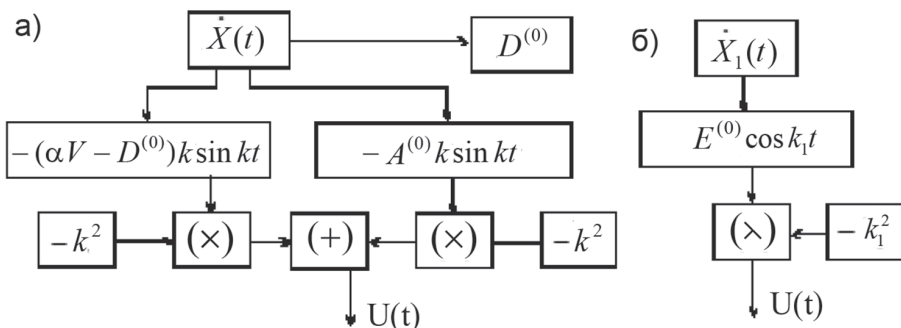 а)
Ẋ(t)
D^(0)
-(αV - D^(0))k sin kt
-A^(0) k sin kt
-k²
(×)
(+)
(×)
-k²
U(t)
б)
Ẋ₁(t)
E^(0) cos k₁t
(×)
-k₁²
U(t)